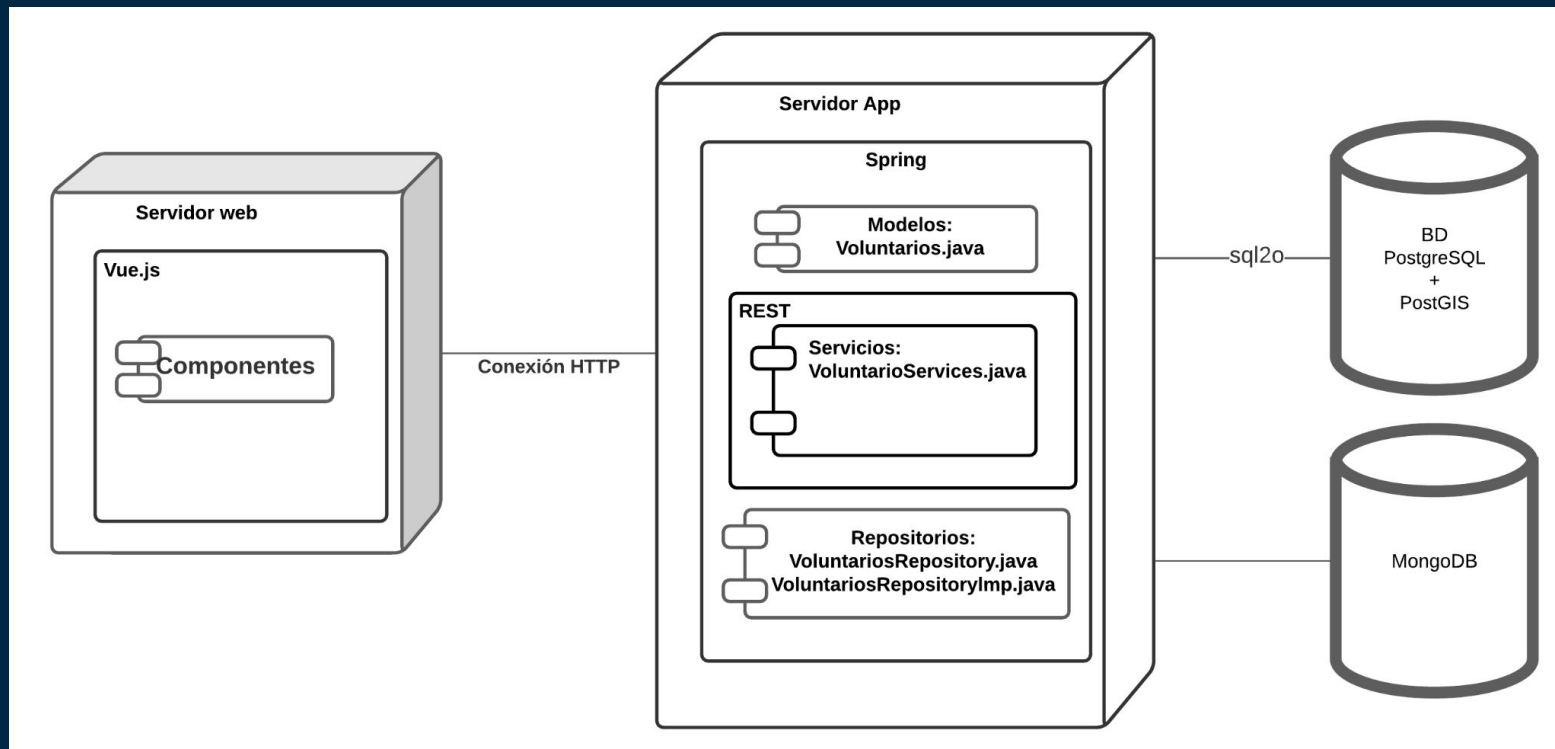 Servidor web
Vue.js
Componentes
Conexión HTTP
Servidor App
Spring
Modelos:
Voluntarios.java
REST
Servicios:
VoluntarioServices.java
Repositorios:
VoluntariosRepository.java
VoluntariosRepositoryImp.java
sql2o
BD
PostgreSQL
+
PostGIS
MongoDB